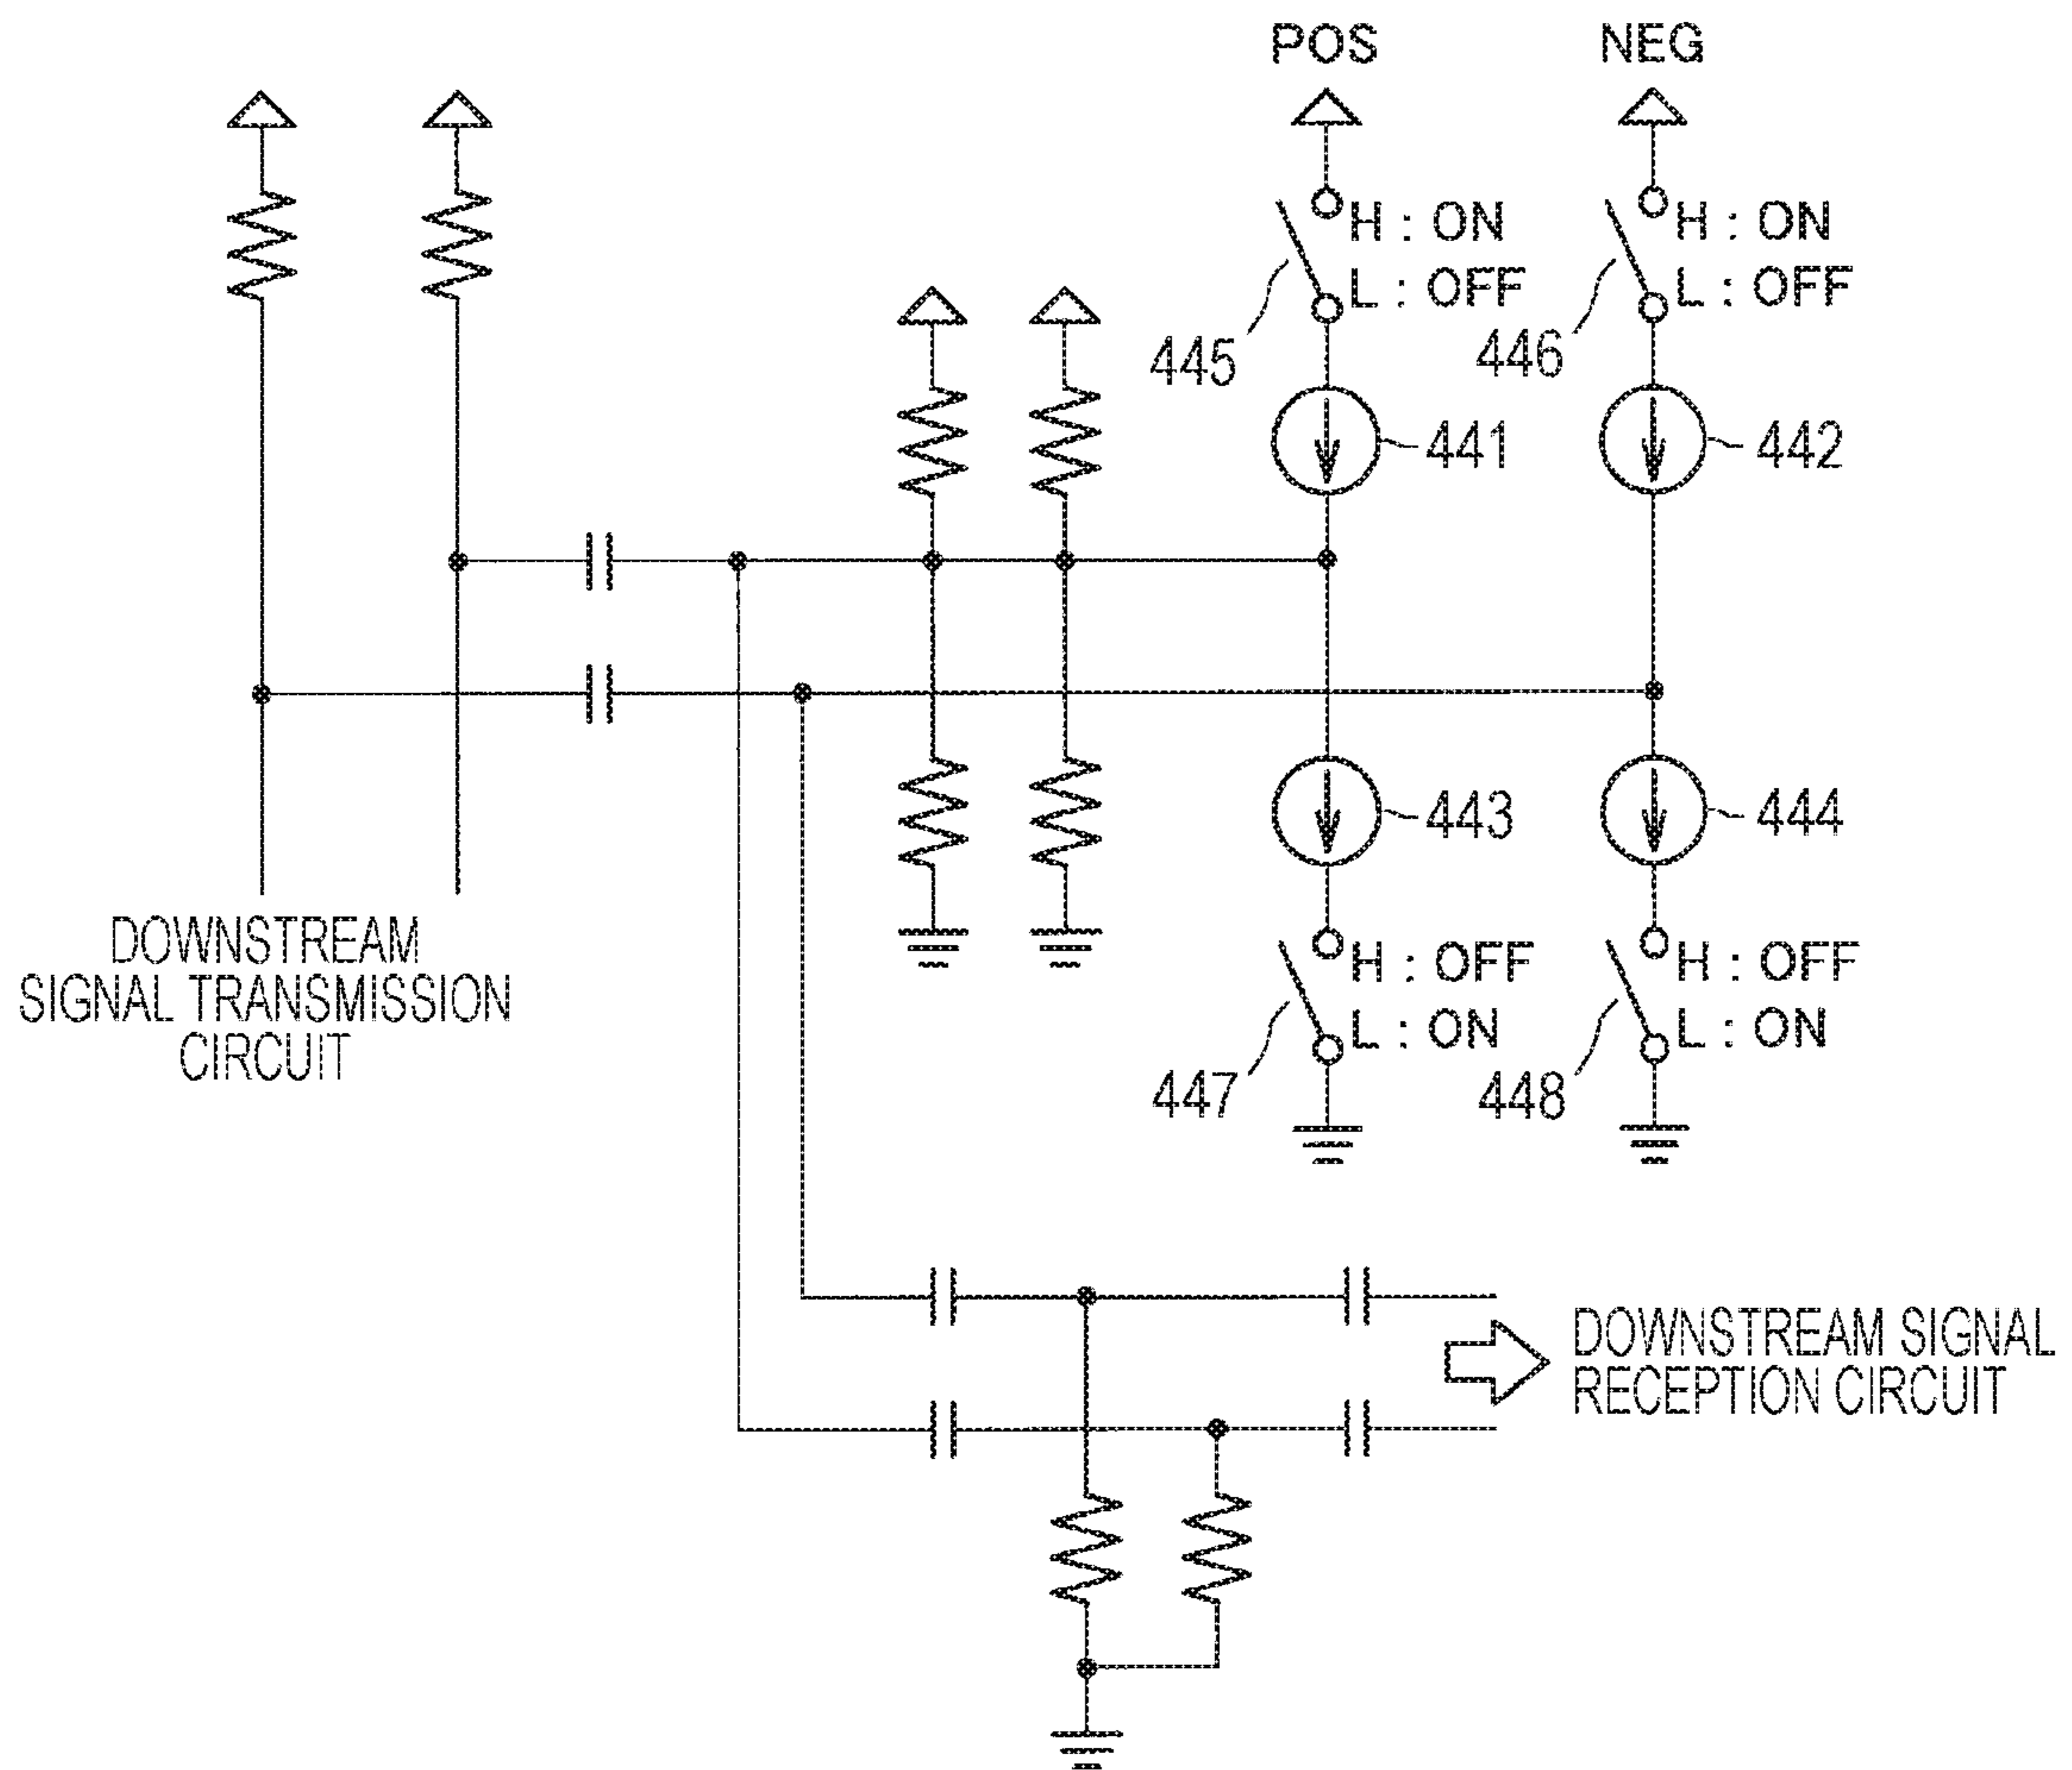 POS
NEG
H : ON
L : OFF
445
H : ON
L : OFF
446
441
442
443
444
DOWNSTREAM
SIGNAL TRANSMISSION
CIRCUIT
H : OFF
L : ON
447
H : OFF
L : ON
448
DOWNSTREAM SIGNAL
RECEPTION CIRCUIT